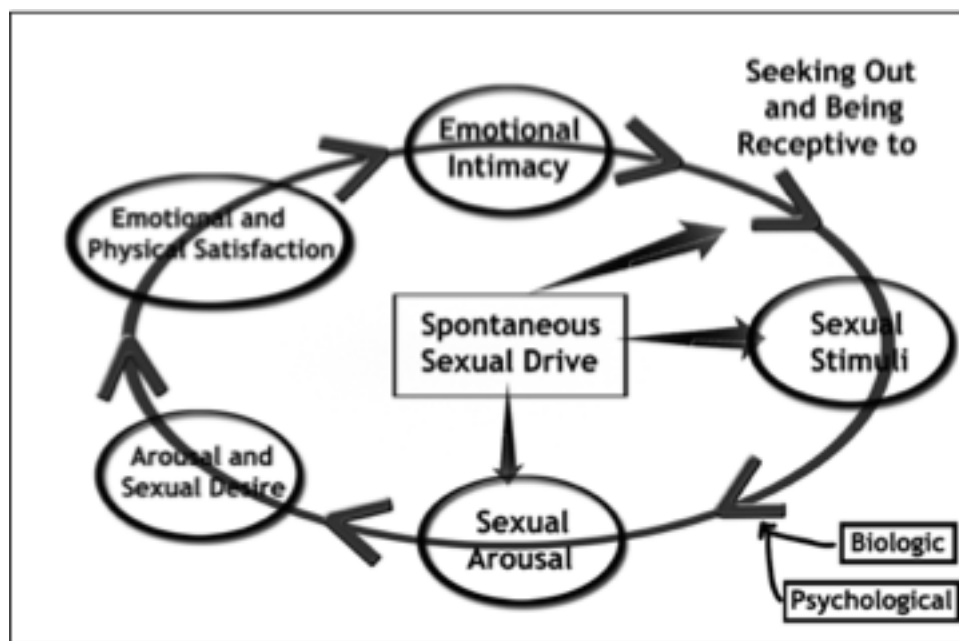 Seeking Out
and Being
Receptive to
Emotional
Intimacy
Emotional and
Physical Satisfaction
Spontaneous
Sexual Drive
Sexual
Stimuli
Arousal and
Sexual Desire
Sexual
Arousal
Biologic
Psychological